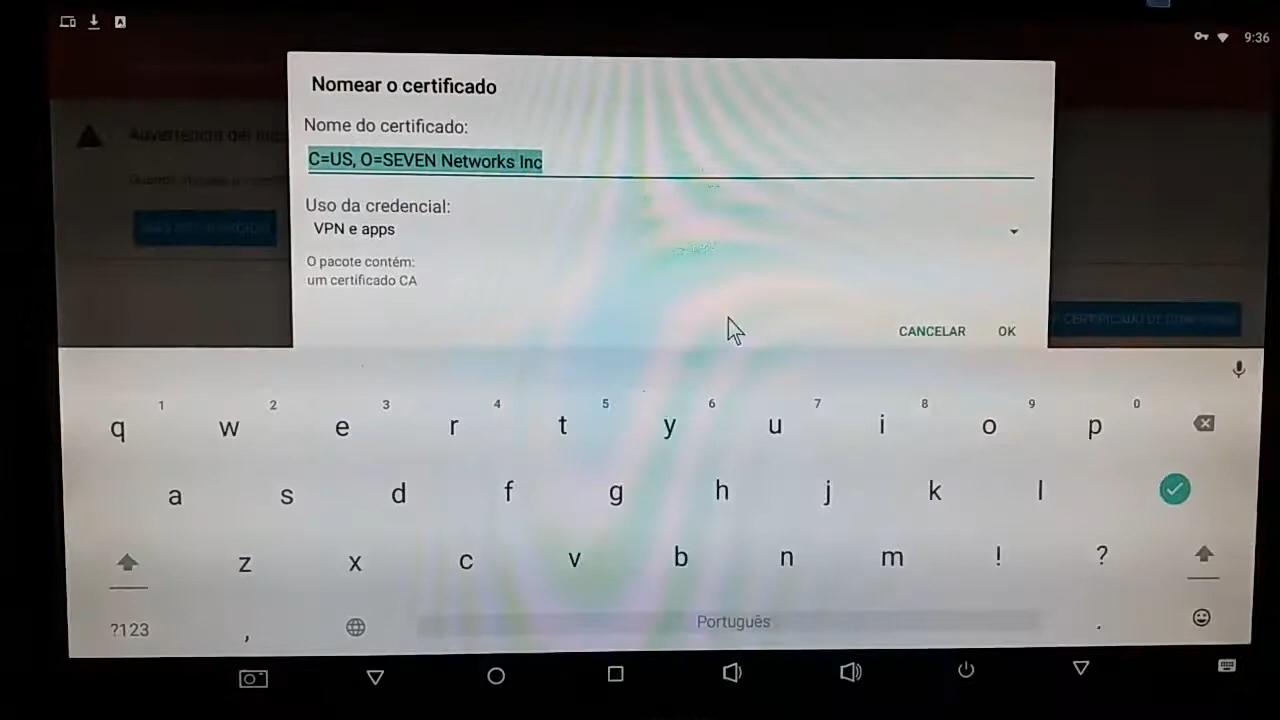 9:36
Nomear o certificado
Nome do certificado:
C=US, O=SEVEN Networks Inc
Uso da credencial:
VPN e apps
O pacote contém:
um certificado CA
CANCELAR OK
1 2 3 4 5 6 7 8 9 0
q w e r t y u i o p
a s d f g h j k l
z x c v b n m ! ?
?123 , Português .